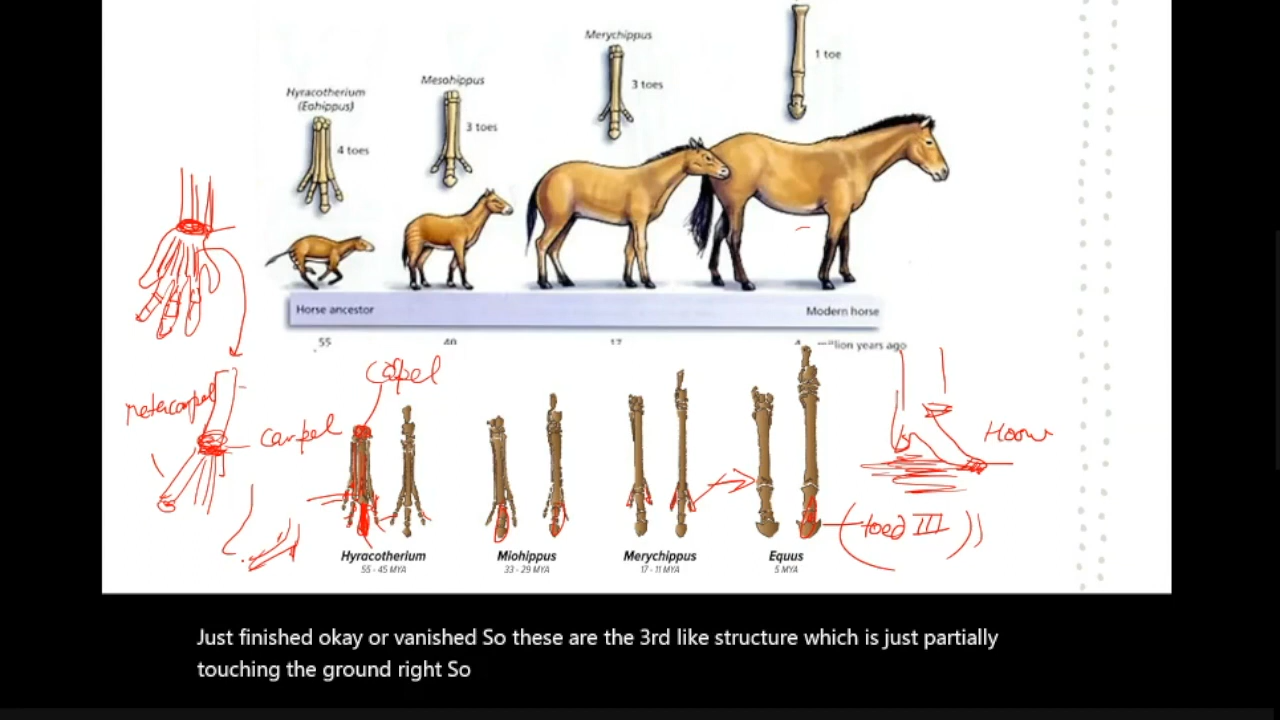 1 toe
Merychippus
3 toes
Mesohippus
3 toes
Hyracotherium
(Eohippus)
4 toes
Horse ancestor
Modern horse
55
40
17
4
million years ago
carpel
metacarpel
carpel
Hoow
(toed III))
Hyracotherium
55 - 45 MYA
Miohippus
33 - 29 MYA
Merychippus
17 - 11 MYA
Equus
5 MYA
Just finished okay or vanished So these are the 3rd like structure which is just partially
touching the ground right So